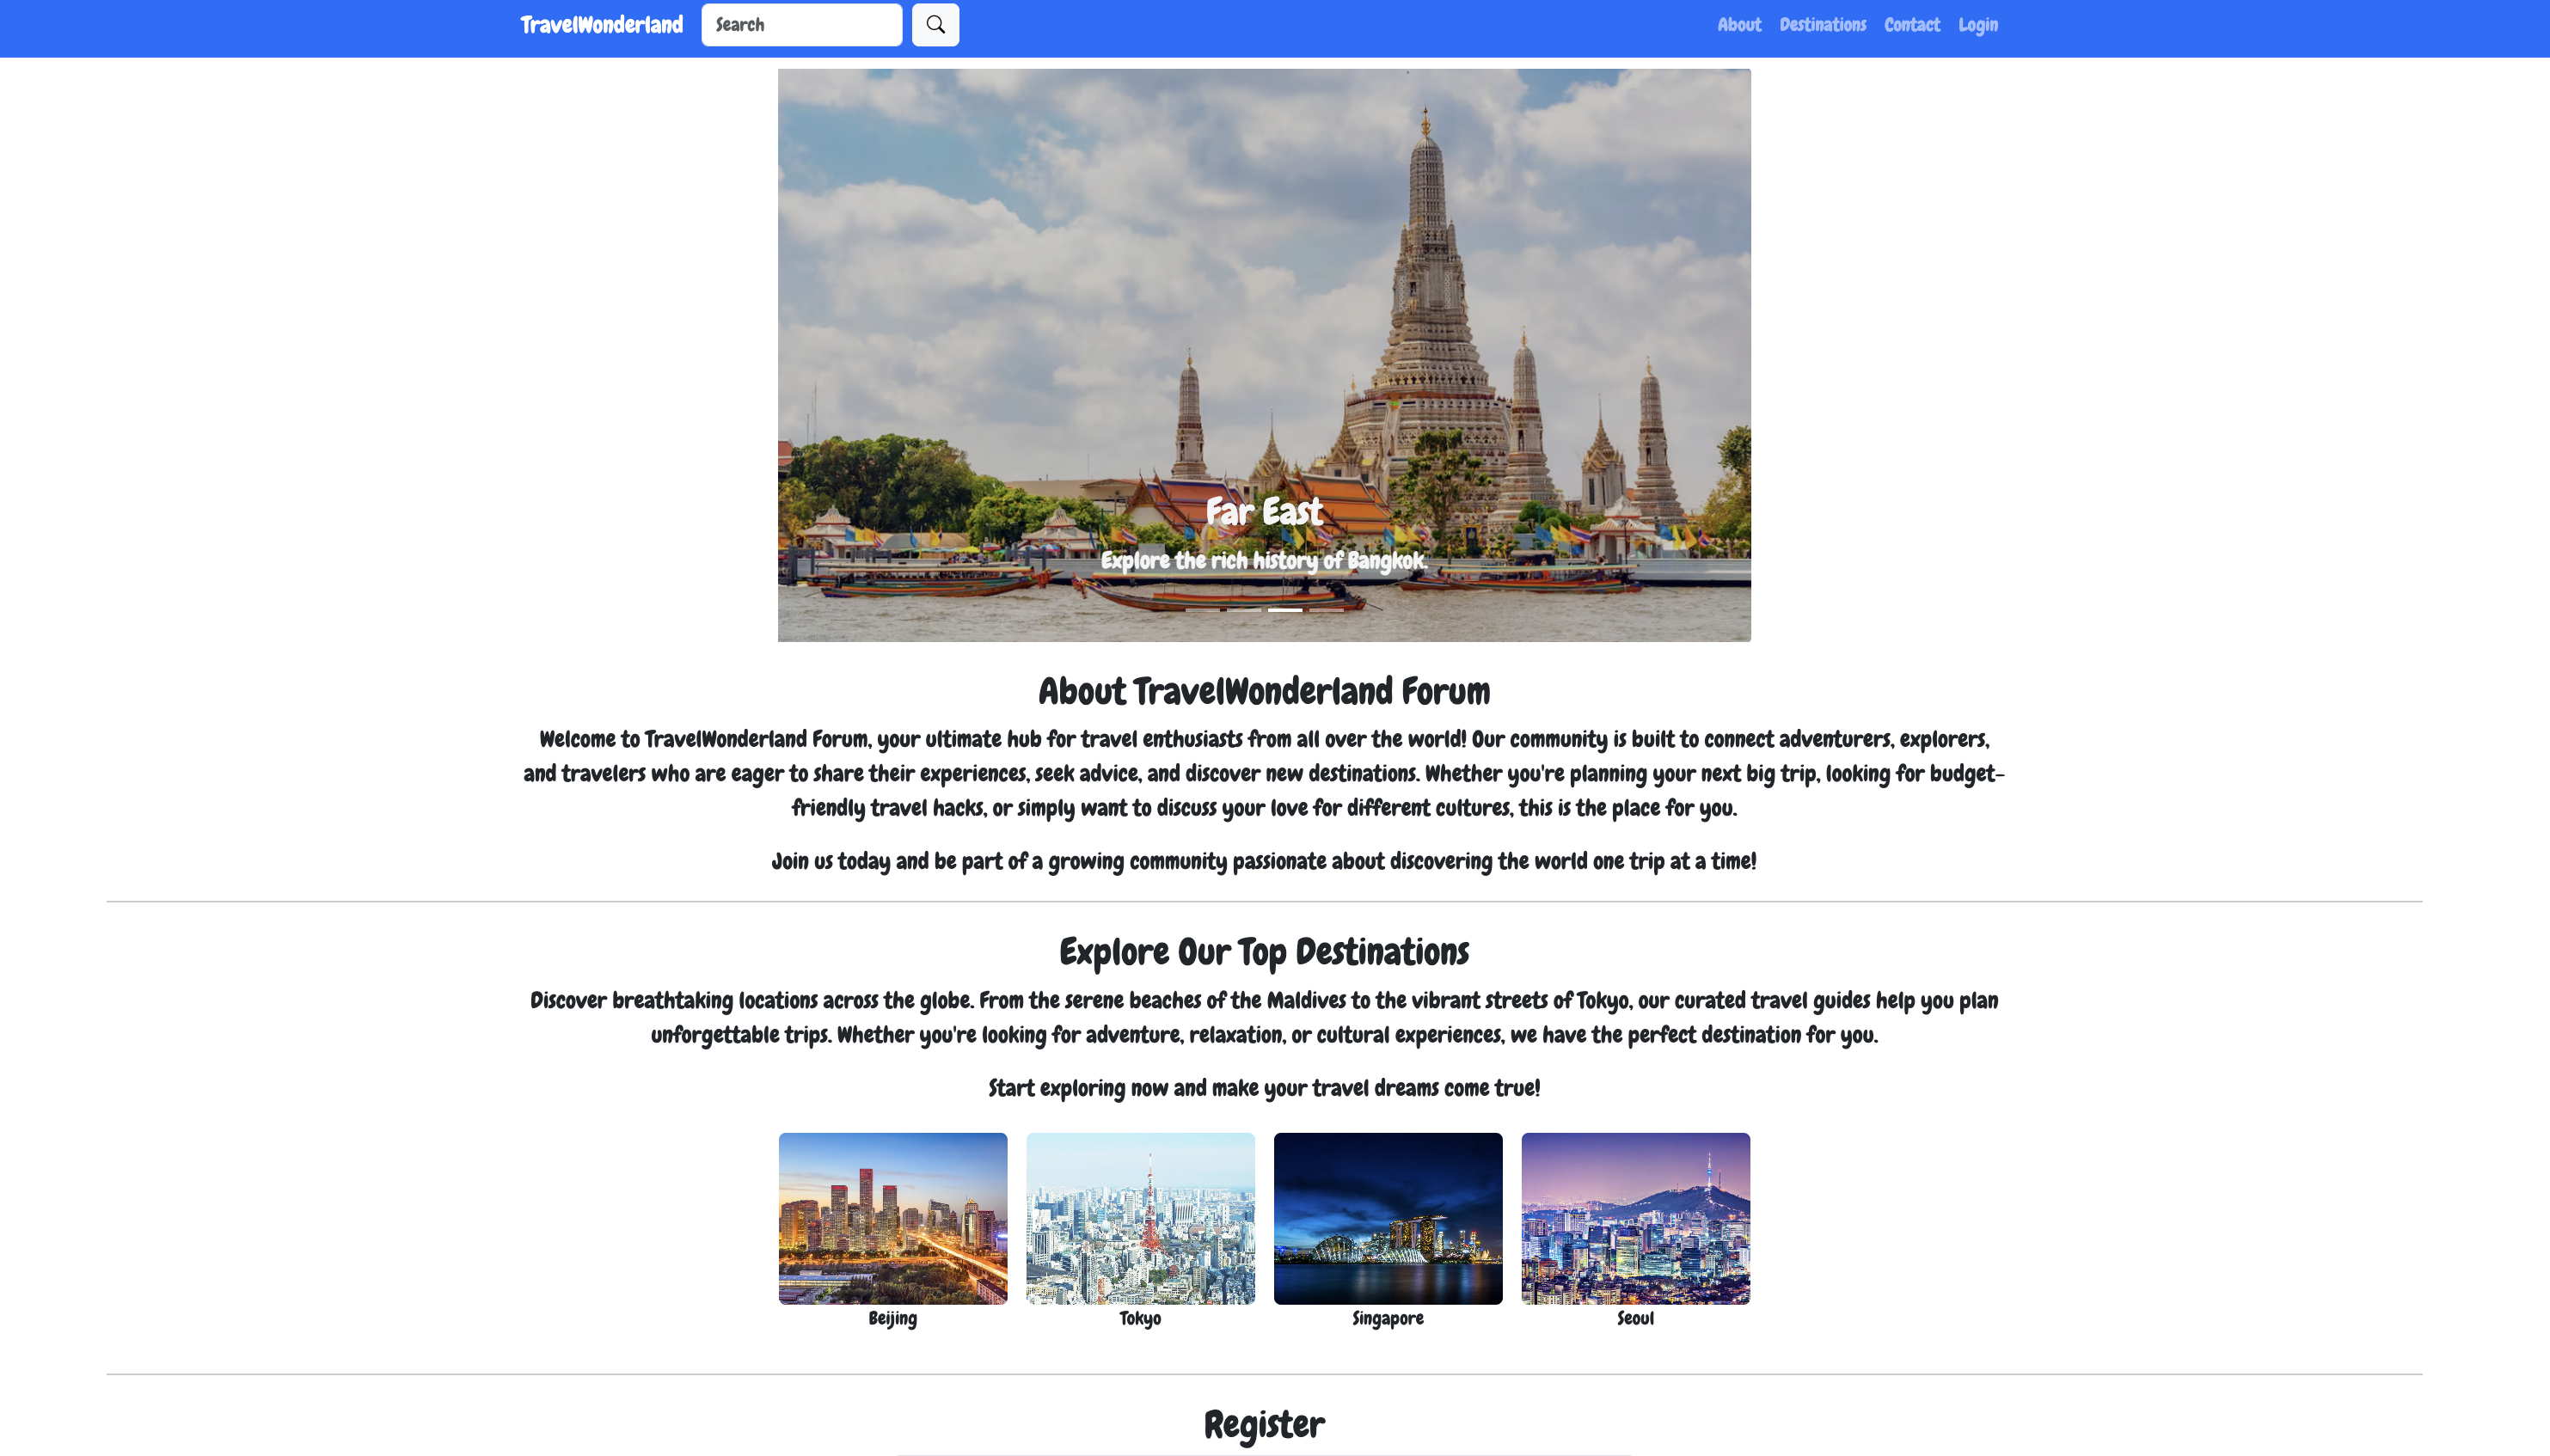 TravelWonderland Search About Destinations Contact Login
Far East
Explore the rich history of Bangkok.
About TravelWonderland Forum
Welcome to TravelWonderland Forum, your ultimate hub for travel enthusiasts from all over the world! Our community is built to connect adventurers, explorers,
and travelers who are eager to share their experiences, seek advice, and discover new destinations. Whether you're planning your next big trip, looking for budget-
friendly travel hacks, or simply want to discuss your love for different cultures, this is the place for you.
Join us today and be part of a growing community passionate about discovering the world one trip at a time!
Explore Our Top Destinations
Discover breathtaking locations across the globe. From the serene beaches of the Maldives to the vibrant streets of Tokyo, our curated travel guides help you plan
unforgettable trips. Whether you're looking for adventure, relaxation, or cultural experiences, we have the perfect destination for you.
Start exploring now and make your travel dreams come true!
Beijing Tokyo Singapore Seoul
Register